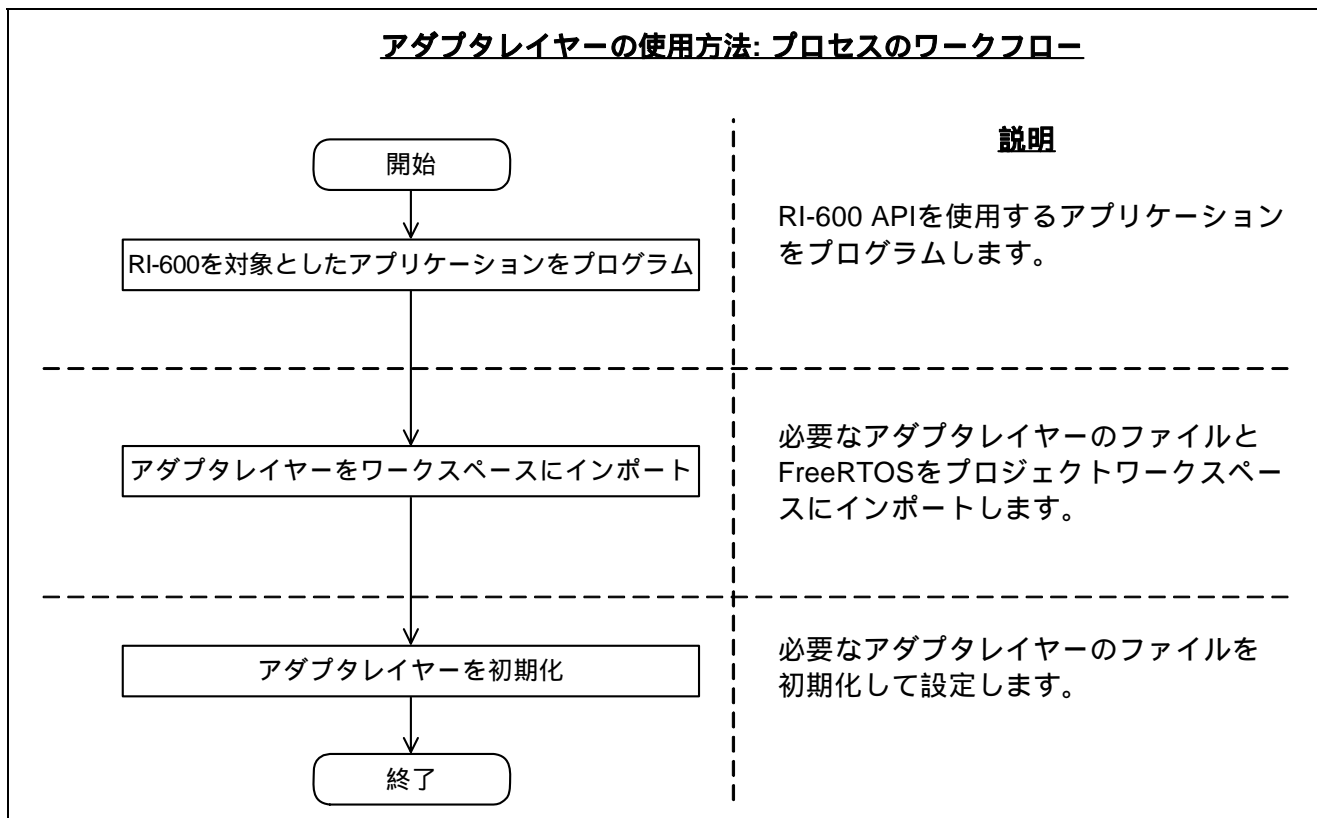 アダプタレイヤーの使用方法: プロセスのワークフロー
説明
開始
RI-600を対象としたアプリケーションをプログラム
RI-600 APIを使用するアプリケーション
をプログラムします。
アダプタレイヤーをワークスペースにインポート
必要なアダプタレイヤーのファイルと
FreeRTOSをプロジェクトワークスペー
スにインポートします。
アダプタレイヤーを初期化
必要なアダプタレイヤーのファイルを
初期化して設定します。
終了